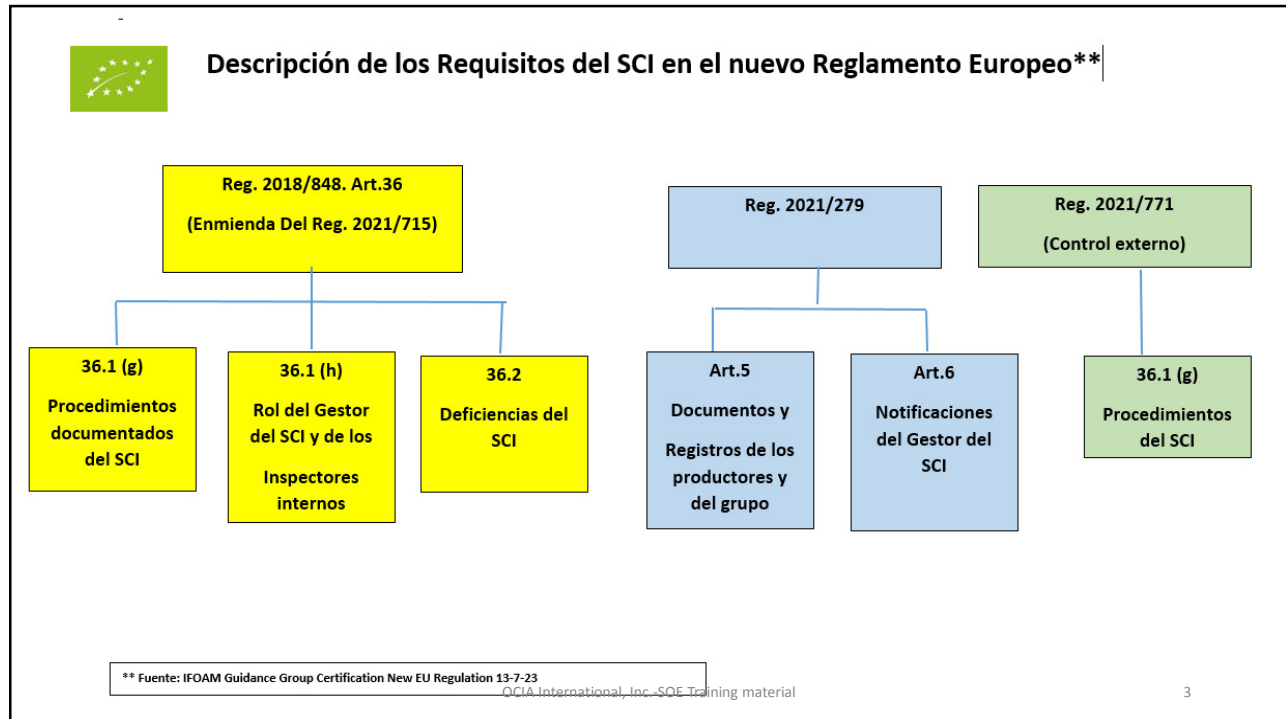 Descripción de los Requisitos del SCI en el nuevo Reglamento Europeo**
Reg. 2018/848. Art.36
(Enmienda Del Reg. 2021/715)
Reg. 2021/279
Reg. 2021/771
(Control externo)
36.1 (g)
Procedimientos
documentados
del SCI
36.1 (h)
Rol del Gestor
del SCI y de los
Inspectores
internos
36.2
Deficiencias del
SCI
Art.5
Documentos y
Registros de los
productores y
del grupo
Art.6
Notificaciones
del Gestor del
SCI
36.1 (g)
Procedimientos
del SCI
** Fuente: IFOAM Guidance Group Certification New EU Regulation 13-7-23
OCIA International, Inc.-SOE Training material
3